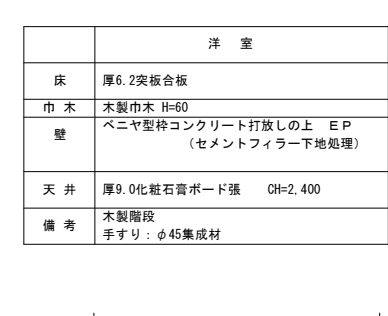 洋 室
床 厚6.2突板合板
巾 木 木製巾木 H=60
壁 ベニヤ型枠コンクリート打放しの上 ＥＰ
（セメントフィラー下地処理）
天 井 厚9.0化粧石膏ボード張 CH=2,400
備 考 木製階段
手すり：φ45集成材